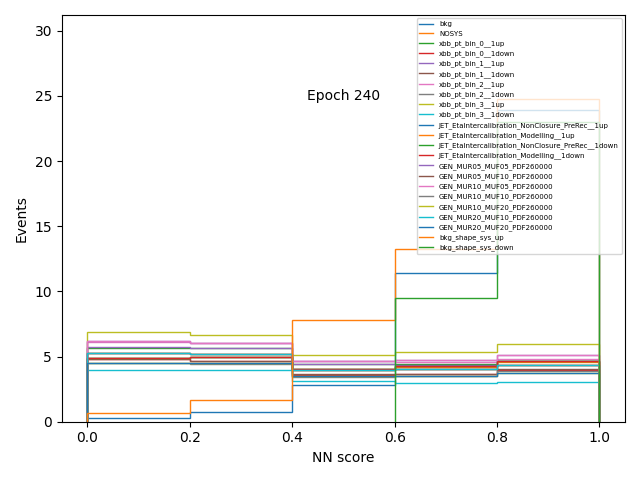 bkg
NOSYS
xbb_pt_bin_0__1up
xbb_pt_bin_0__1down
xbb_pt_bin_1__1up
xbb_pt_bin_1__1down
xbb_pt_bin_2__1up
xbb_pt_bin_2__1down
xbb_pt_bin_3__1up
xbb_pt_bin_3__1down
JET_EtaIntercalibration_NonClosure_PreRec__1up
JET_EtaIntercalibration_Modelling__1up
JET_EtaIntercalibration_NonClosure_PreRec__1down
JET_EtaIntercalibration_Modelling__1down
GEN_MUR05_MUF05_PDF260000
GEN_MUR05_MUF10_PDF260000
GEN_MUR10_MUF05_PDF260000
GEN_MUR10_MUF10_PDF260000
GEN_MUR10_MUF20_PDF260000
GEN_MUR20_MUF10_PDF260000
GEN_MUR20_MUF20_PDF260000
bkg_shape_sys_up
bkg_shape_sys_down
Epoch 240
30
25
20
15
10
5
0
Events
0.0 0.2 0.4 0.6 0.8 1.0
NN score